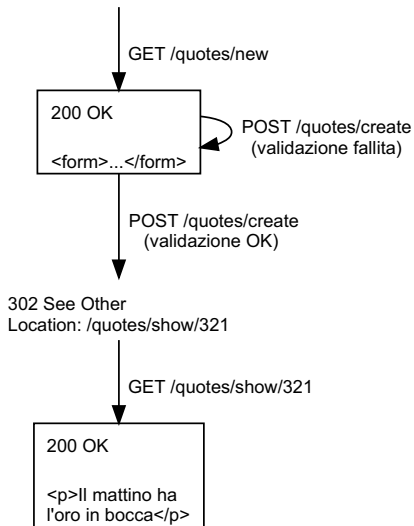 GET /quotes/new
200 OK
<form>...</form>
POST /quotes/create
(validazione fallita)
POST /quotes/create
(validazione OK)
302 See Other
Location: /quotes/show/321
GET /quotes/show/321
200 OK
<p>Il mattino ha
l'oro in bocca</p>